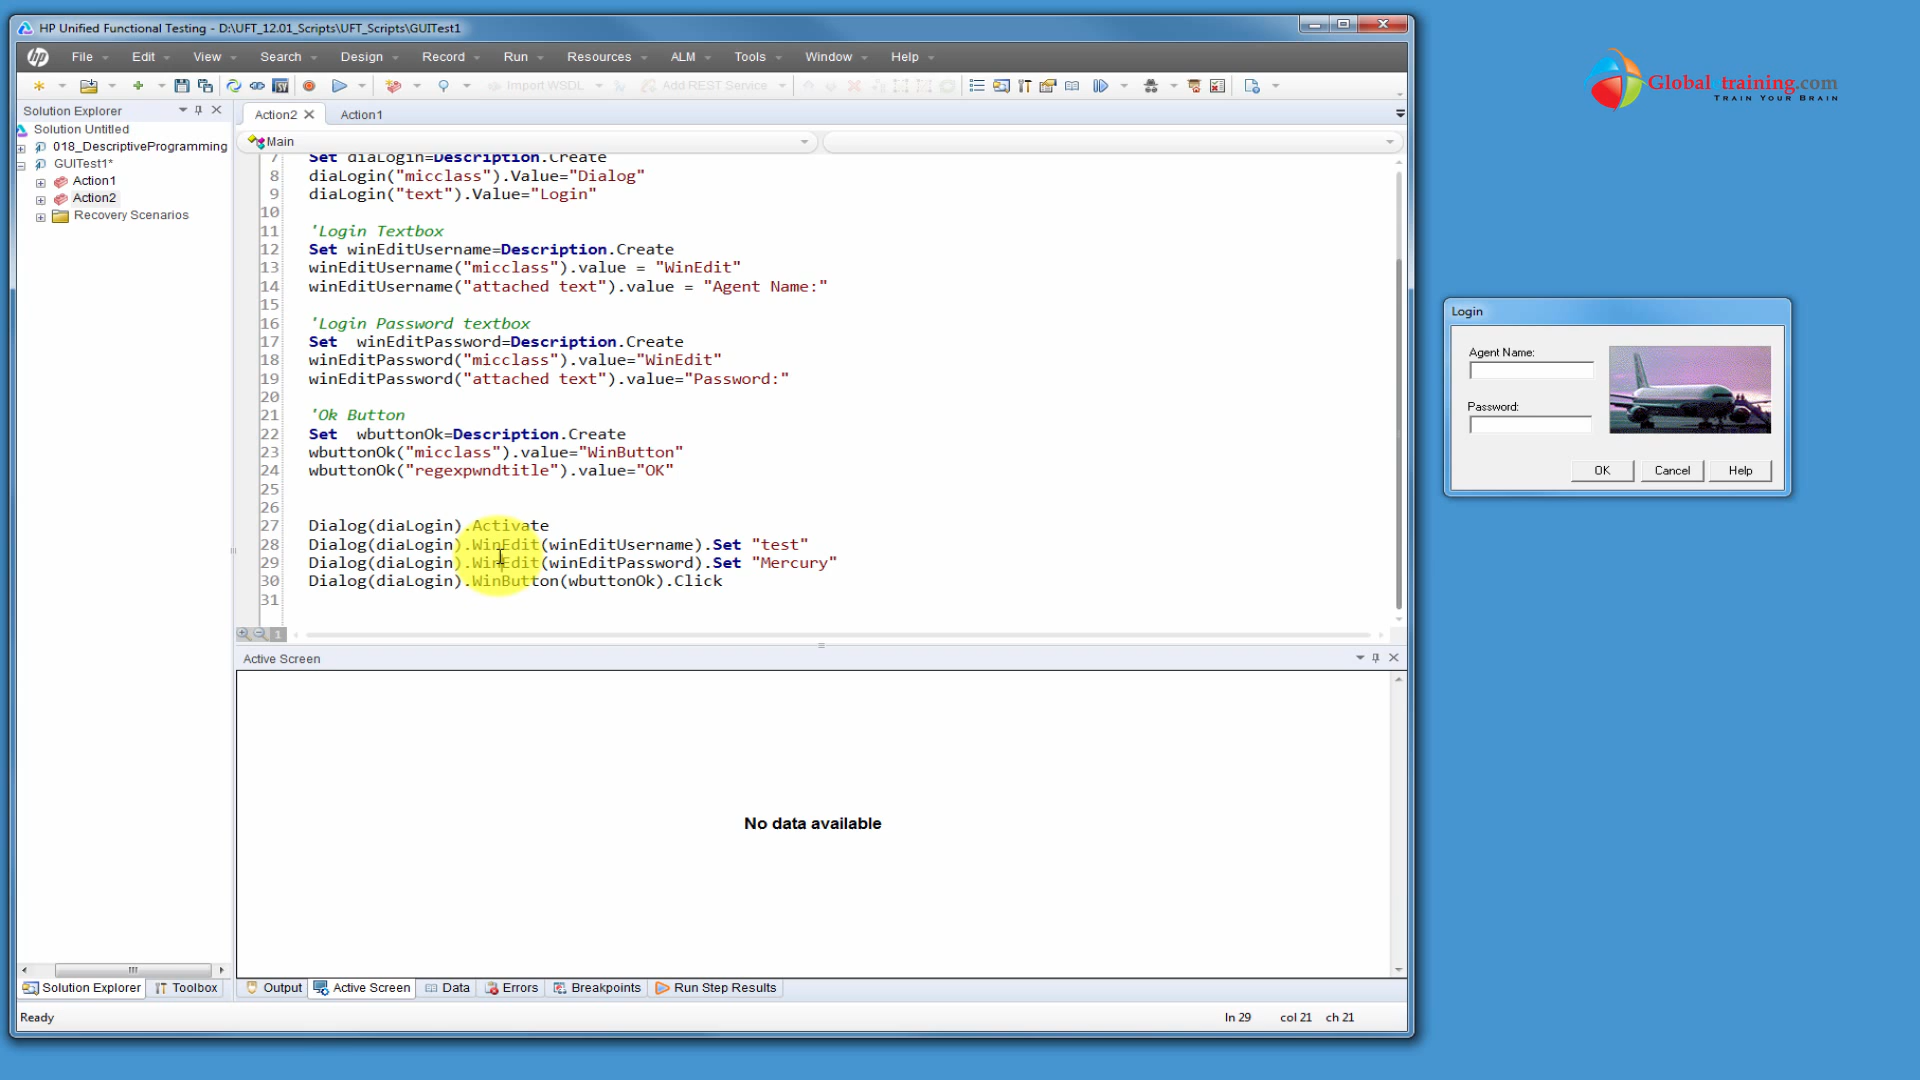 HP Unified Functional Testing - D:\UFT_12.01_Scripts\UFT_Scripts\GUITest1
File Edit View Search Design Record Run Resources ALM Tools Window Help
Import WSDL Add REST Service
Solution Explorer
Solution Untitled
018_DescriptiveProgramming
GUITest1*
Action1
Action2
Recovery Scenarios
Action2 Action1
Main
7 Set diaLogin=Description.Create
8 diaLogin("micclass").Value="Dialog"
9 diaLogin("text").Value="Login"
10
11 'Login Textbox
12 Set winEditUsername=Description.Create
13 winEditUsername("micclass").value = "WinEdit"
14 winEditUsername("attached text").value = "Agent Name:"
15
16 'Login Password textbox
17 Set  winEditPassword=Description.Create
18 winEditPassword("micclass").value="WinEdit"
19 winEditPassword("attached text").value="Password:"
20
21 'Ok Button
22 Set  wbuttonOk=Description.Create
23 wbuttonOk("micclass").value="WinButton"
24 wbuttonOk("regexpwndtitle").value="OK"
25
26
27 Dialog(diaLogin).Activate
28 Dialog(diaLogin).WinEdit(winEditUsername).Set "test"
29 Dialog(diaLogin).WinEdit(winEditPassword).Set "Mercury"
30 Dialog(diaLogin).WinButton(wbuttonOk).Click
31
1
Active Screen
No data available
Solution Explorer Toolbox
Output Active Screen Data Errors Breakpoints Run Step Results
Ready
ln 29 col 21 ch 21
Login
Agent Name:
Password:
OK Cancel Help
training.com
TRAIN YOUR BRAIN